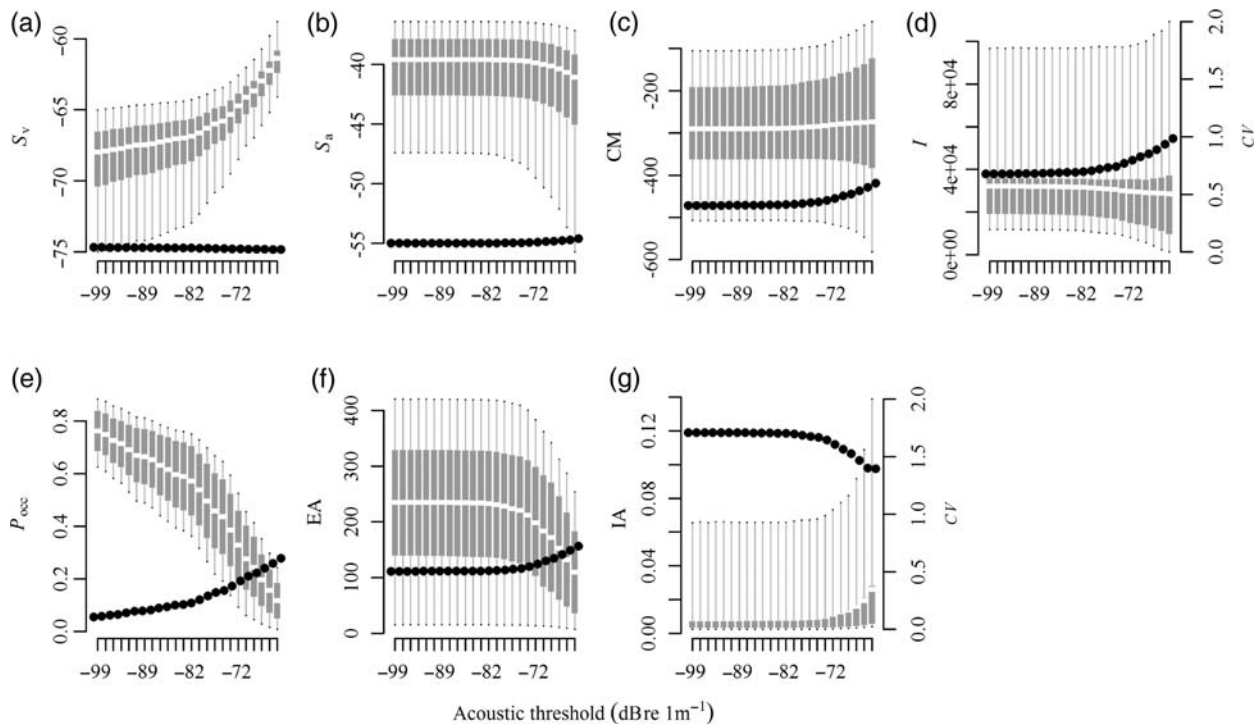 (a) (b) (c) (d)
S_v
−60
−65
−70
−75
−99 −89 −82 −72
S_a
−40
−45
−50
−55
−99 −89 −82 −72
CM
−200
−400
−600
−99 −89 −82 −72
I
8e+04
4e+04
0e+00
−99 −89 −82 −72
2.0
1.5
1.0
0.5
0.0
CV
(e) (f) (g)
P_occ
0.8
0.6
0.4
0.2
0.0
−99 −89 −82 −72
EA
400
300
200
100
0
−99 −89 −82 −72
IA
0.12
0.08
0.04
0.00
−99 −89 −82 −72
2.0
1.5
1.0
0.5
0.0
CV
Acoustic threshold (dBre 1m⁻¹)